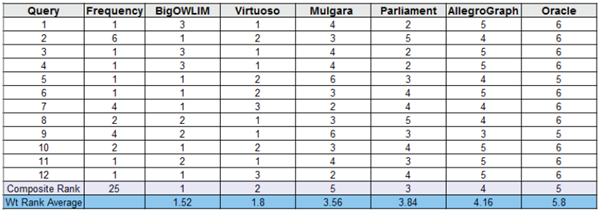 Query Frequency BigOWLIM Virtuoso Mulgara Parliament AllegroGraph Oracle
1 1 3 1 4 2 5 6
2 6 1 2 3 5 4 6
3 1 3 1 4 2 5 6
4 1 3 1 4 2 5 6
5 1 1 2 6 3 4 5
6 1 1 2 3 4 5 6
7 4 1 3 2 4 4 6
8 2 2 1 3 5 4 6
9 4 2 1 6 3 3 5
10 2 1 2 3 4 5 6
11 1 2 1 4 3 5 6
12 1 1 3 2 4 5 6
Composite Rank 25 1 2 5 3 4 5
Wt Rank Average 1.52 1.8 3.56 3.84 4.16 5.8